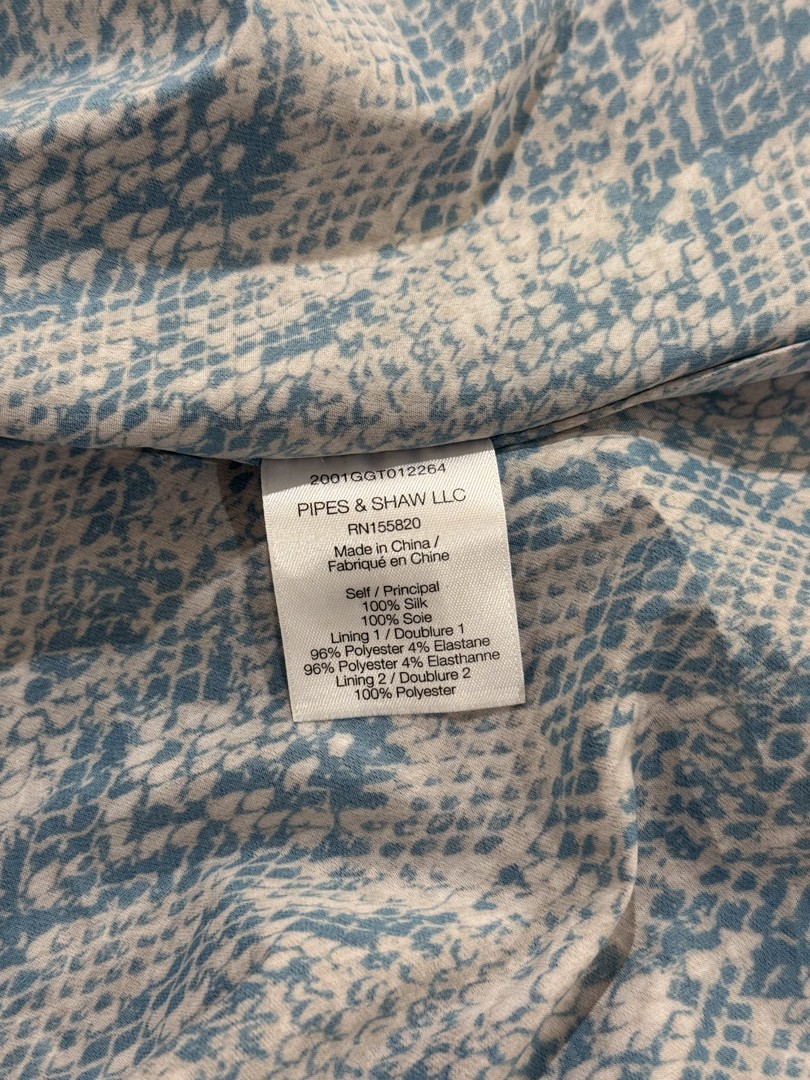 2001GGT012264
PIPES & SHAW LLC
RN155820
Made in China /
Fabriqué en Chine
Self / Principal
100% Silk
100% Soie
Lining 1 / Doublure 1
96% Polyester 4% Elastane
96% Polyester 4% Elasthanne
Lining 2 / Doublure 2
100% Polyester